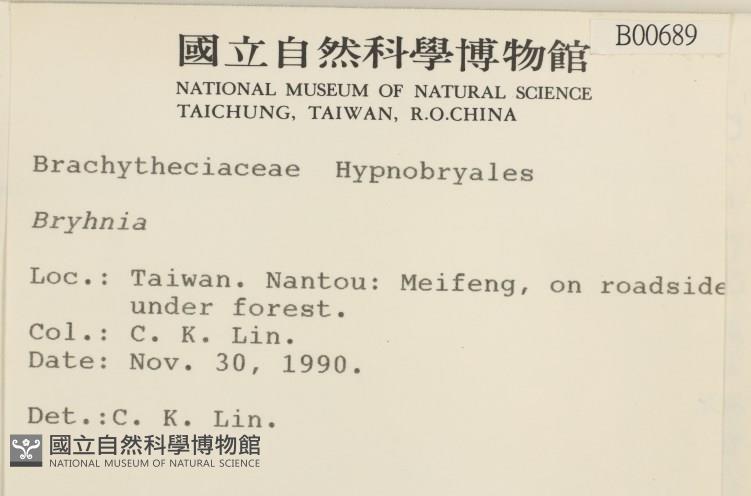 國立自然科學博物館
B00689
NATIONAL MUSEUM OF NATURAL SCIENCE
TAICHUNG, TAIWAN, R.O.CHINA
Brachytheciaceae Hypnobryales
Bryhnia
Loc.: Taiwan. Nantou: Meifeng, on roadside
under forest.
Col.: C. K. Lin.
Date: Nov. 30, 1990.
Det.:C. K. Lin.
國立自然科學博物館
NATIONAL MUSEUM OF NATURAL SCIENCE